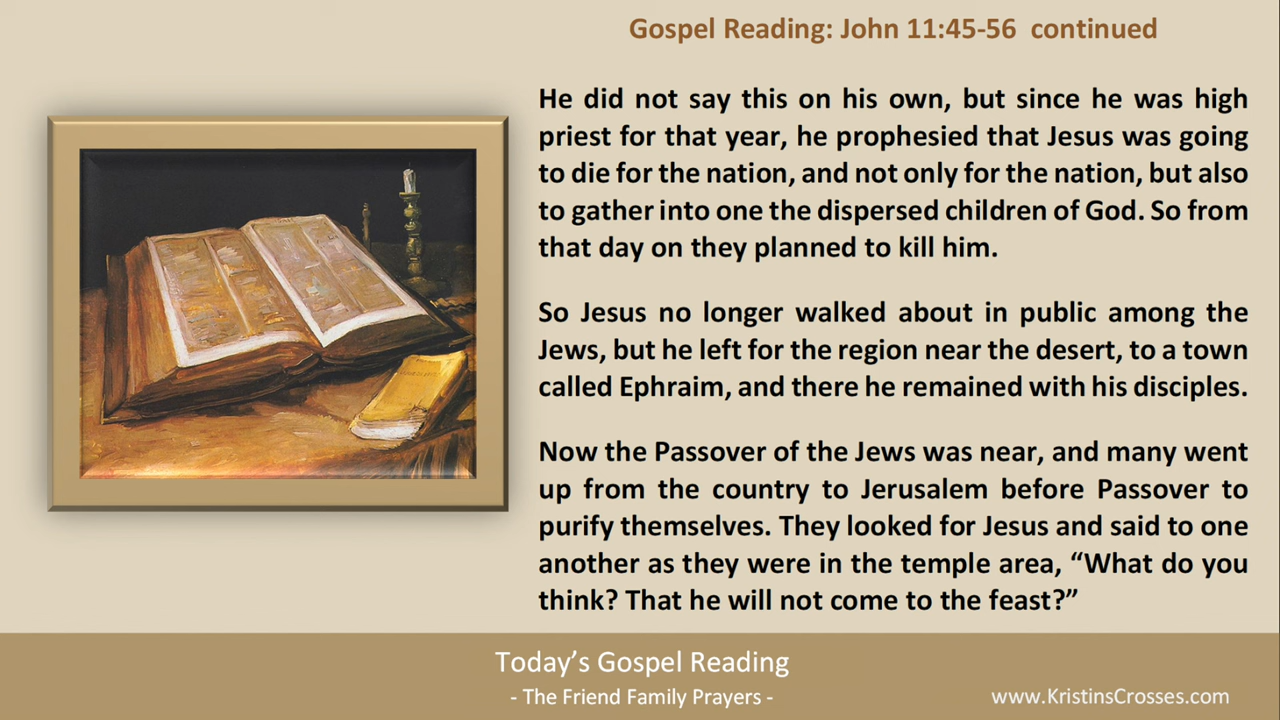 Gospel Reading: John 11:45-56 continued
He did not say this on his own, but since he was high
priest for that year, he prophesied that Jesus was going
to die for the nation, and not only for the nation, but also
to gather into one the dispersed children of God. So from
that day on they planned to kill him.
So Jesus no longer walked about in public among the
Jews, but he left for the region near the desert, to a town
called Ephraim, and there he remained with his disciples.
Now the Passover of the Jews was near, and many went
up from the country to Jerusalem before Passover to
purify themselves. They looked for Jesus and said to one
another as they were in the temple area, “What do you
think? That he will not come to the feast?”
Today’s Gospel Reading
- The Friend Family Prayers -
www.KristinsCrosses.com